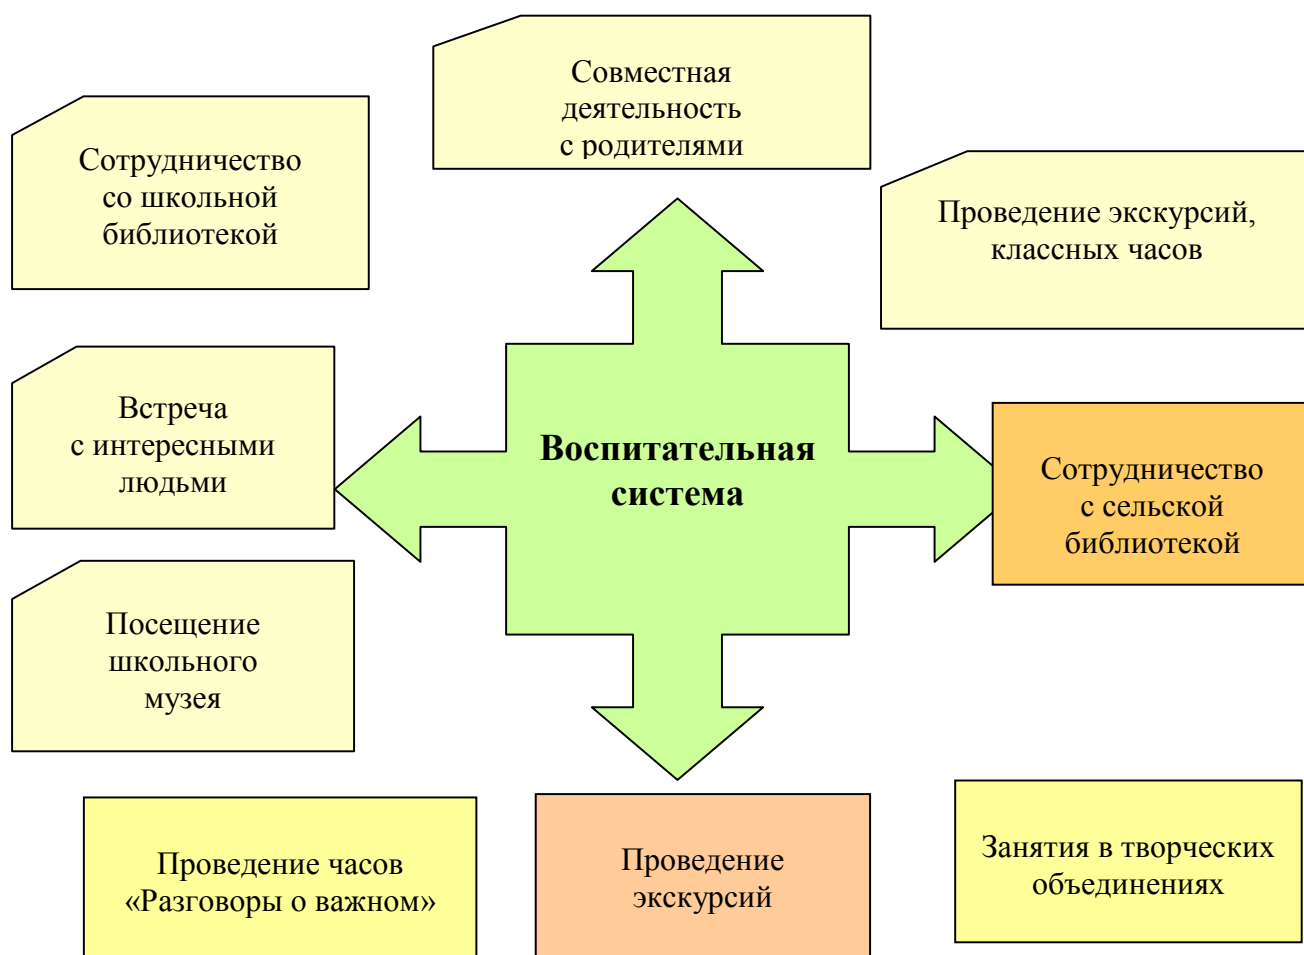 Совместная
деятельность
с родителями
Сотрудничество
со школьной
библиотекой
Проведение экскурсий,
классных часов
Встреча
с интересными
людьми
Воспитательная
система
Сотрудничество
с сельской
библиотекой
Посещение
школьного
музея
Проведение часов
«Разговоры о важном»
Проведение
экскурсий
Занятия в творческих
объединениях